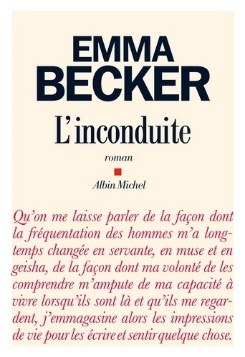 EMMA
BECKER
L'inconduite
roman
Albin Michel
Qu'on me laisse parler de la façon dont
la fréquentation des hommes m'a long-
temps changée en servante, en muse et en
geisha, de la façon dont ma volonté de les
comprendre m'ampute de ma capacité à
vivre lorsqu'ils sont là et qu'ils me regar-
dent, j'emmagasine alors les impressions
de vie pour les écrire et sentir quelque chose.